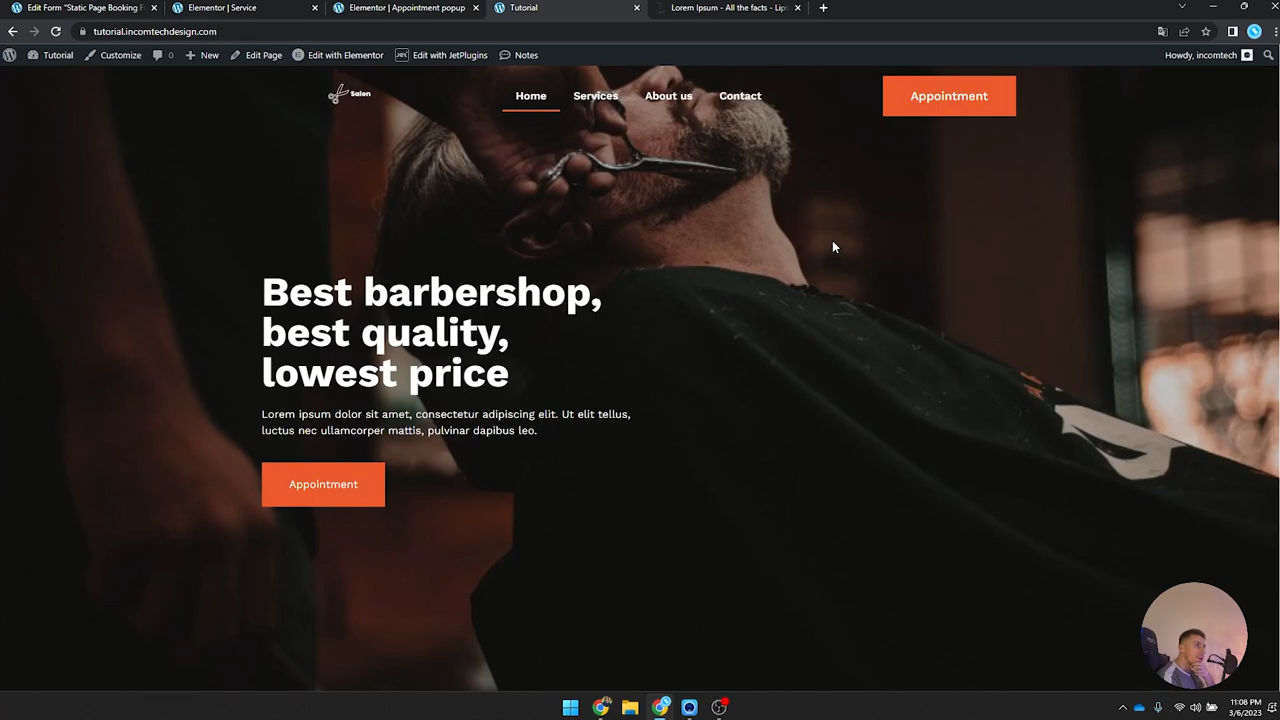 Edit Form "Static Page Booking F
Elementor | Service
Elementor | Appointment popup
Tutorial
Lorem Ipsum - All the facts - Lips
tutorial.incomtechdesign.com
Tutorial
Customize
0
New
Edit Page
Edit with Elementor
Edit with JetPlugins
Notes
Howdy, incomtech
Salon
Home
Services
About us
Contact
Appointment
Best barbershop,
best quality,
lowest price
Lorem ipsum dolor sit amet, consectetur adipiscing elit. Ut elit tellus,
luctus nec ullamcorper mattis, pulvinar dapibus leo.
Appointment
11:08 PM
3/6/2023